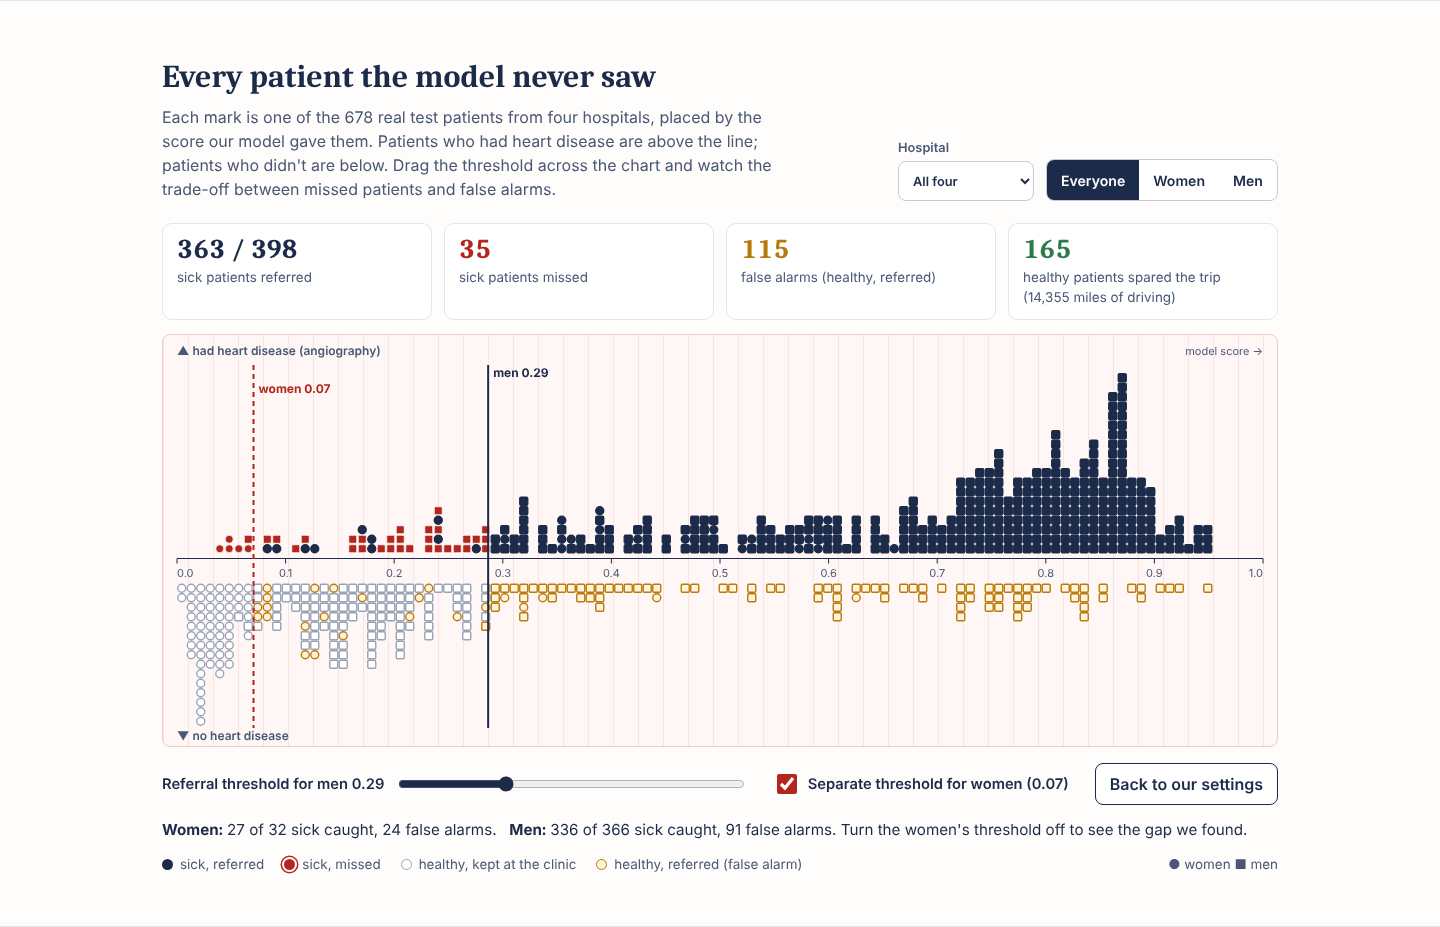 Every patient the model never saw
Each mark is one of the 678 real test patients from four hospitals, placed by the
score our model gave them. Patients who had heart disease are above the line;
patients who didn't are below. Drag the threshold across the chart and watch the
trade-off between missed patients and false alarms.
Hospital
All four
Everyone Women Men
363 / 398
sick patients referred
35
sick patients missed
115
false alarms (healthy, referred)
165
healthy patients spared the trip
(14,355 miles of driving)
▲ had heart disease (angiography)
model score →
men 0.29
women 0.07
0.0 0.1 0.2 0.3 0.4 0.5 0.6 0.7 0.8 0.9 1.0
▼ no heart disease
Referral threshold for men 0.29
Separate threshold for women (0.07)
Back to our settings
Women: 27 of 32 sick caught, 24 false alarms. Men: 336 of 366 sick caught, 91 false alarms. Turn the women's threshold off to see the gap we found.
sick, referred sick, missed healthy, kept at the clinic healthy, referred (false alarm) women men